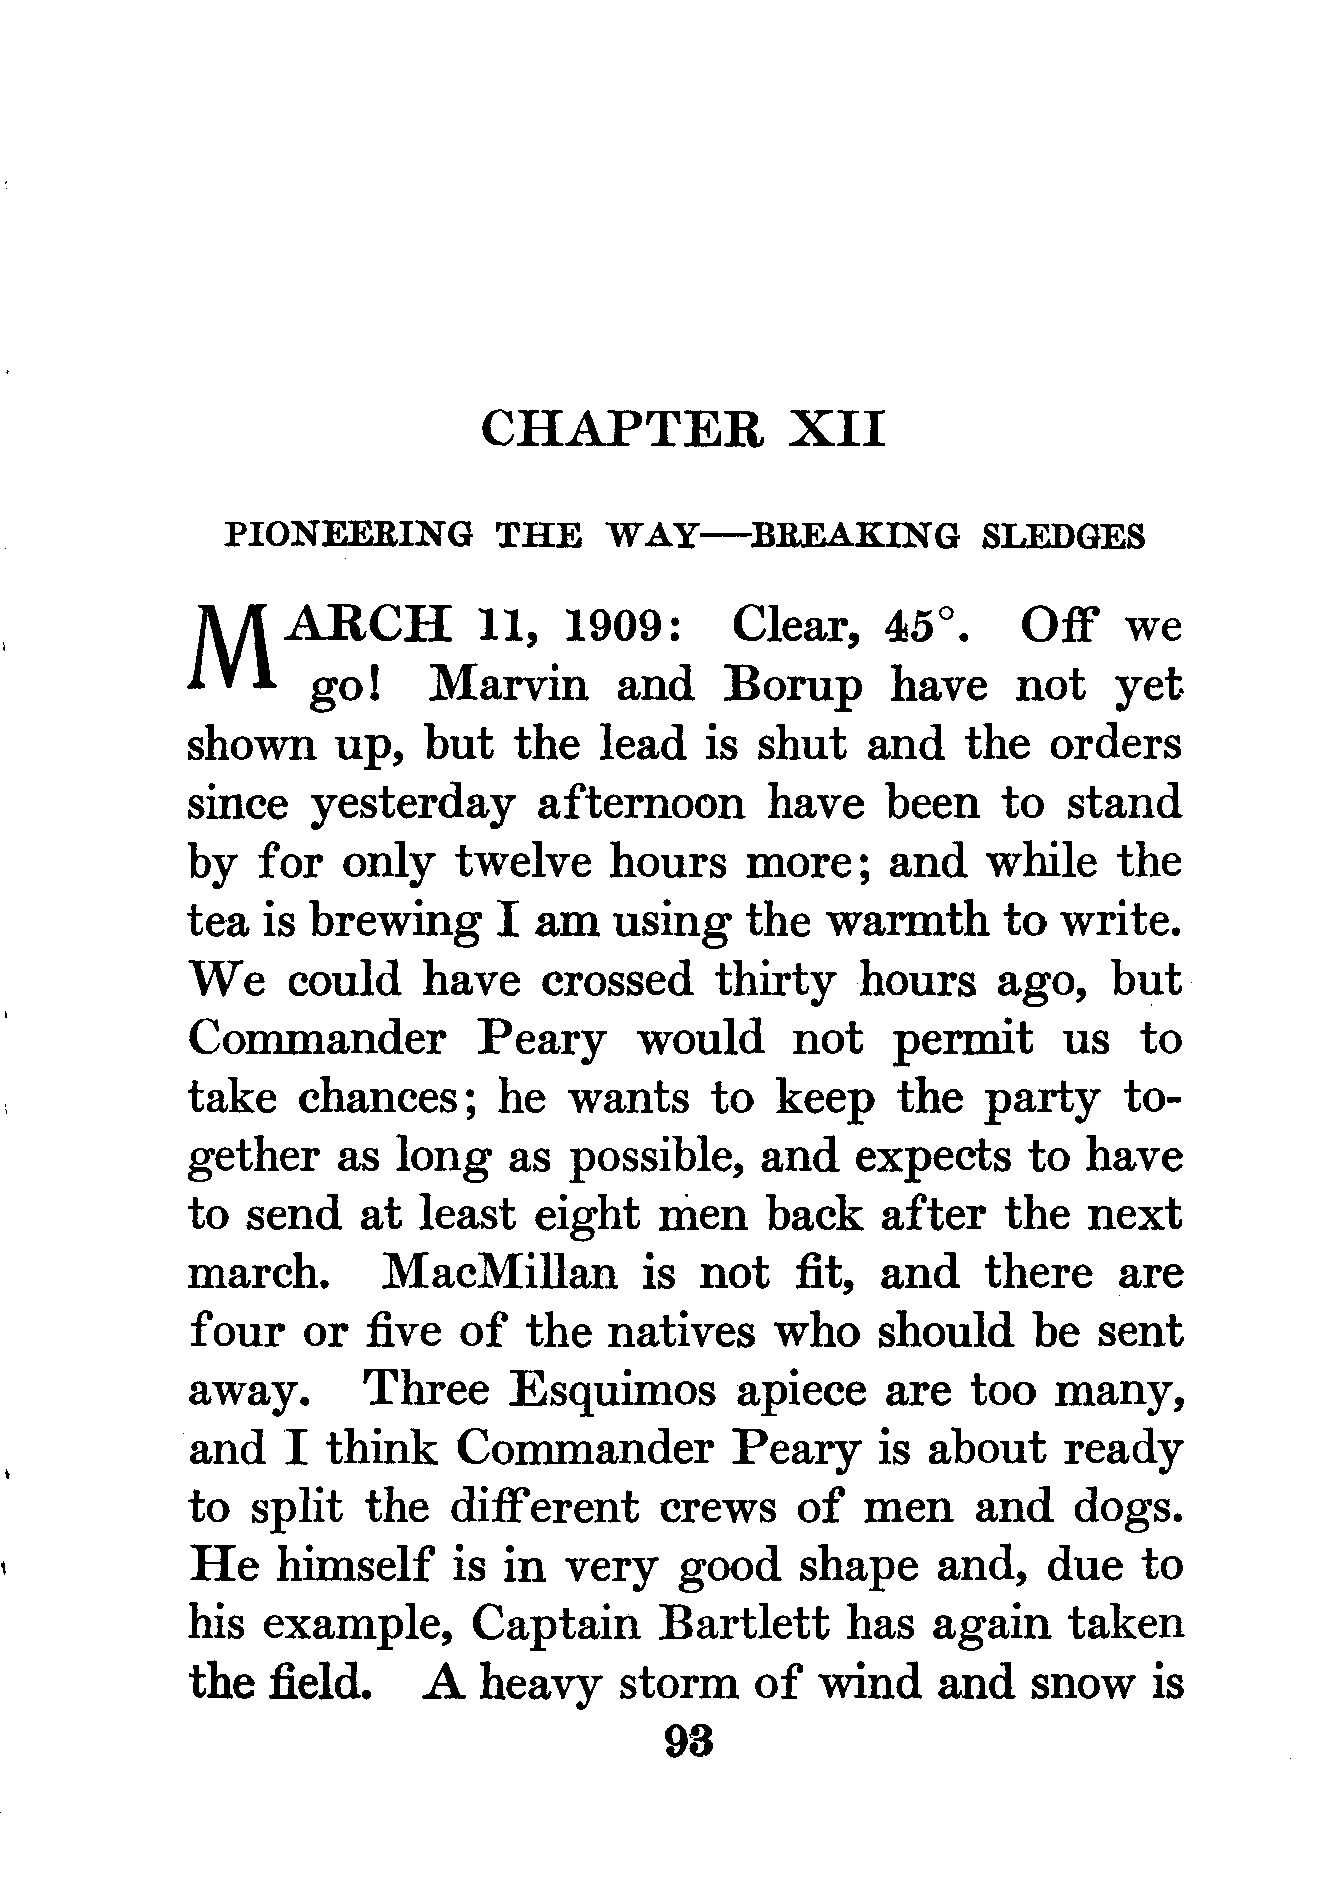 CHAPTER XII
PIONEERING THE WAY—BREAKING SLEDGES
MARCH 11, 1909: Clear, 45°. Off we
go! Marvin and Borup have not yet
shown up, but the lead is shut and the orders
since yesterday afternoon have been to stand
by for only twelve hours more; and while the
tea is brewing I am using the warmth to write.
We could have crossed thirty hours ago, but
Commander Peary would not permit us to
take chances; he wants to keep the party to-
gether as long as possible, and expects to have
to send at least eight men back after the next
march. MacMillan is not fit, and there are
four or five of the natives who should be sent
away. Three Esquimos apiece are too many,
and I think Commander Peary is about ready
to split the different crews of men and dogs.
He himself is in very good shape and, due to
his example, Captain Bartlett has again taken
the field. A heavy storm of wind and snow is
93